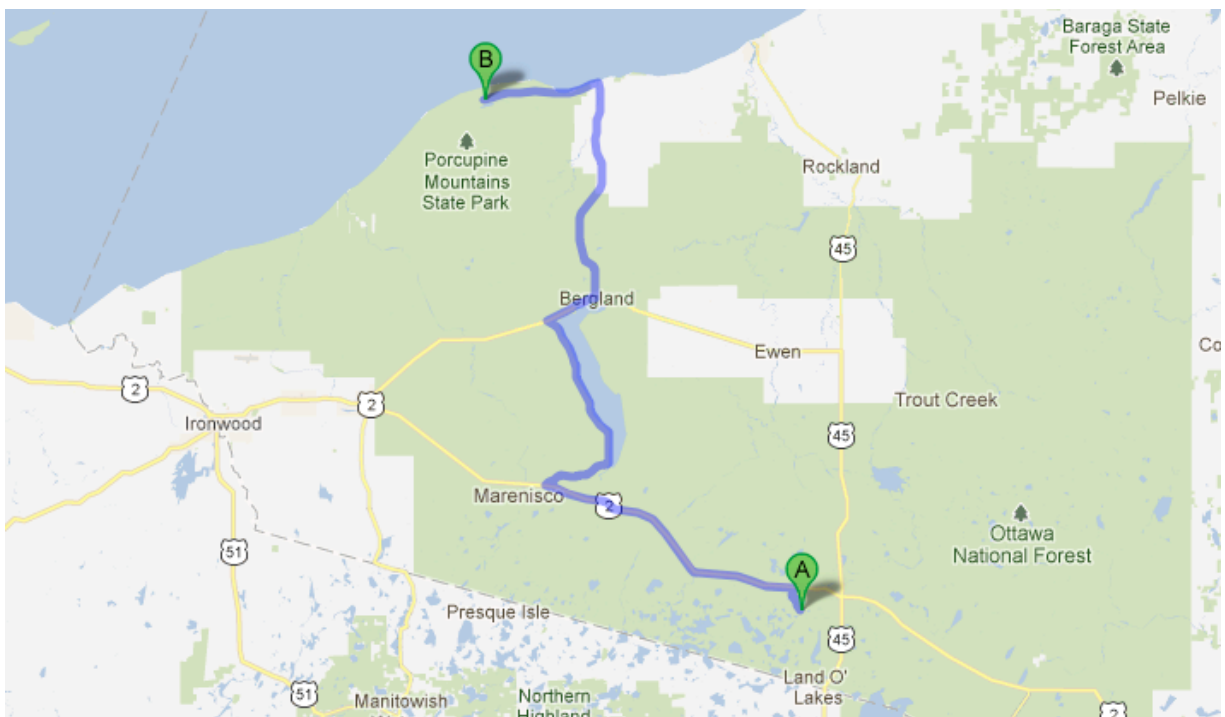 Baraga State
Forest Area
B
Pelkie
Porcupine
Mountains
State Park
Rockland
45
Bergland
Ewen
Co
2
2
Trout Creek
Ironwood
45
Marenisco
2
51
Ottawa
National Forest
A
Presque Isle
45
Land O'
Lakes
51
Manitowish
Northern
Highland
2